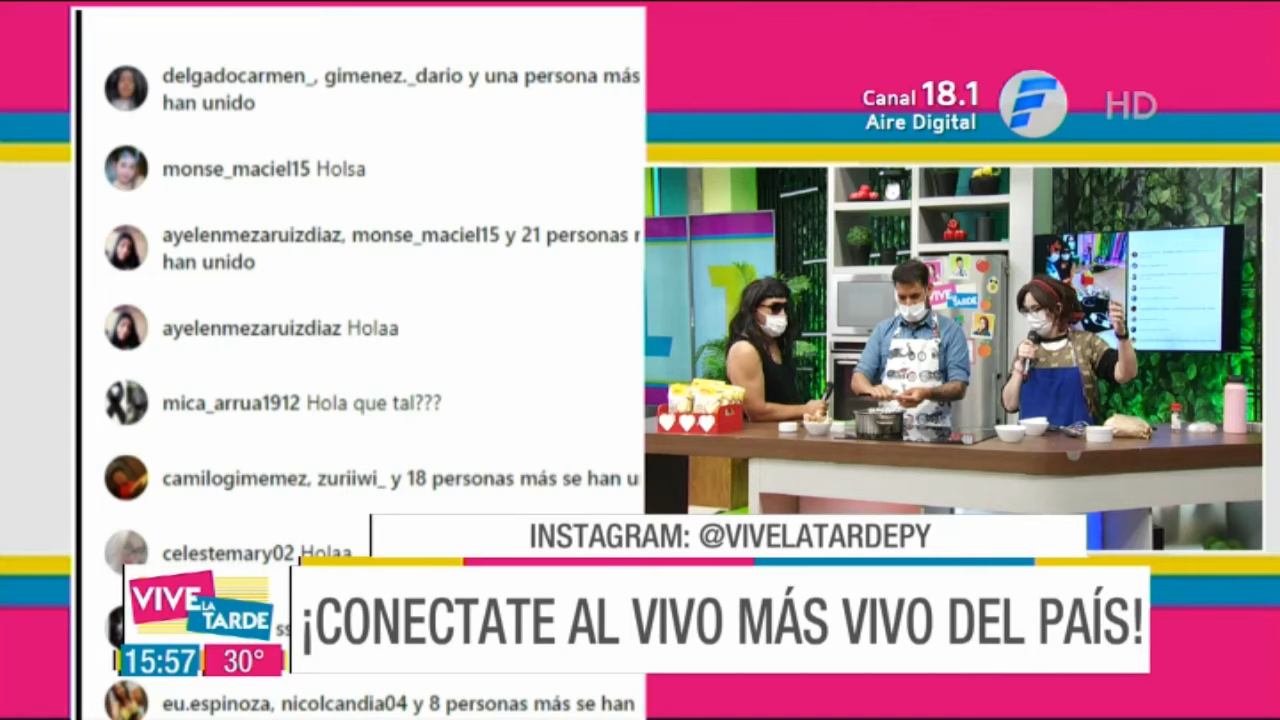 delgadocarmen_, gimenez._dario y una persona más
han unido
monse_maciel15 Holsa
ayelenmezaruizdiaz, monse_maciel15 y 21 personas
han unido
ayelenmezaruizdiaz Holaa
mica_arrua1912 Hola que tal???
camilogimemez, zuriiwi_ y 18 personas más se han u
celestemary02 Holaa
eu.espinoza, nicolcandia04 y 8 personas más se han
Canal 18.1
Aire Digital
HD
VIVE LA TARDE
INSTAGRAM: @VIVELATARDEPY
VIVE
LA
TARDE
¡CONECTATE AL VIVO MÁS VIVO DEL PAÍS!
15:57 30°